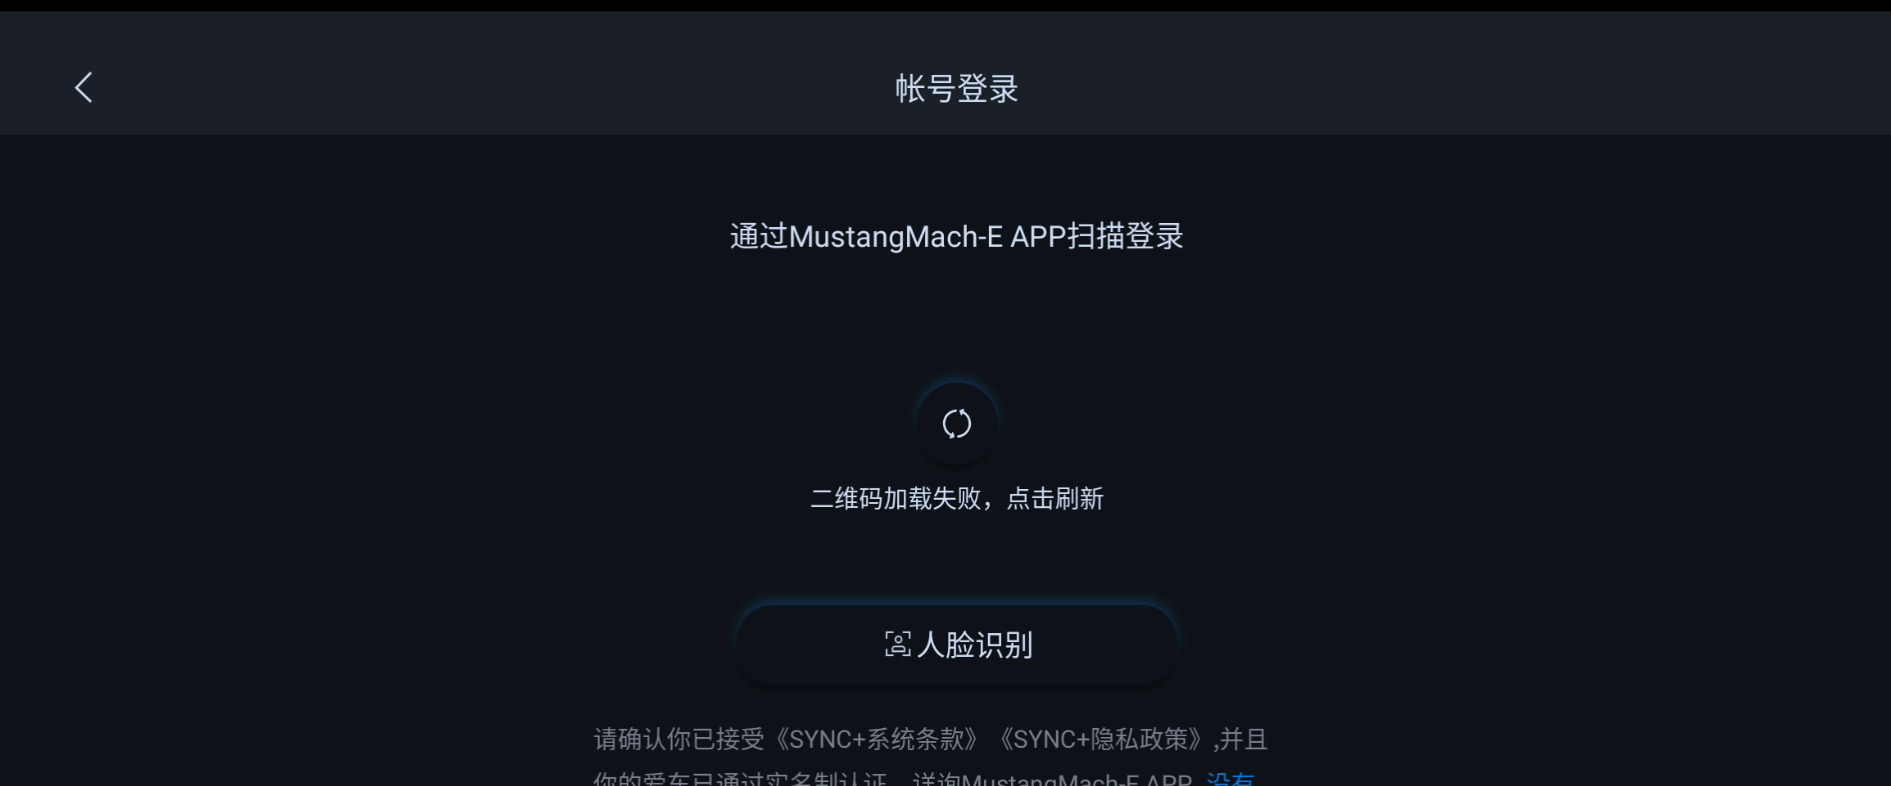 帐号登录
通过MustangMach-E APP扫描登录
二维码加载失败，点击刷新
人脸识别
请确认你已接受《SYNC+系统条款》《SYNC+隐私政策》,并且
你的爱车已通过实名制认证，详询MustangMach-E APP 没有